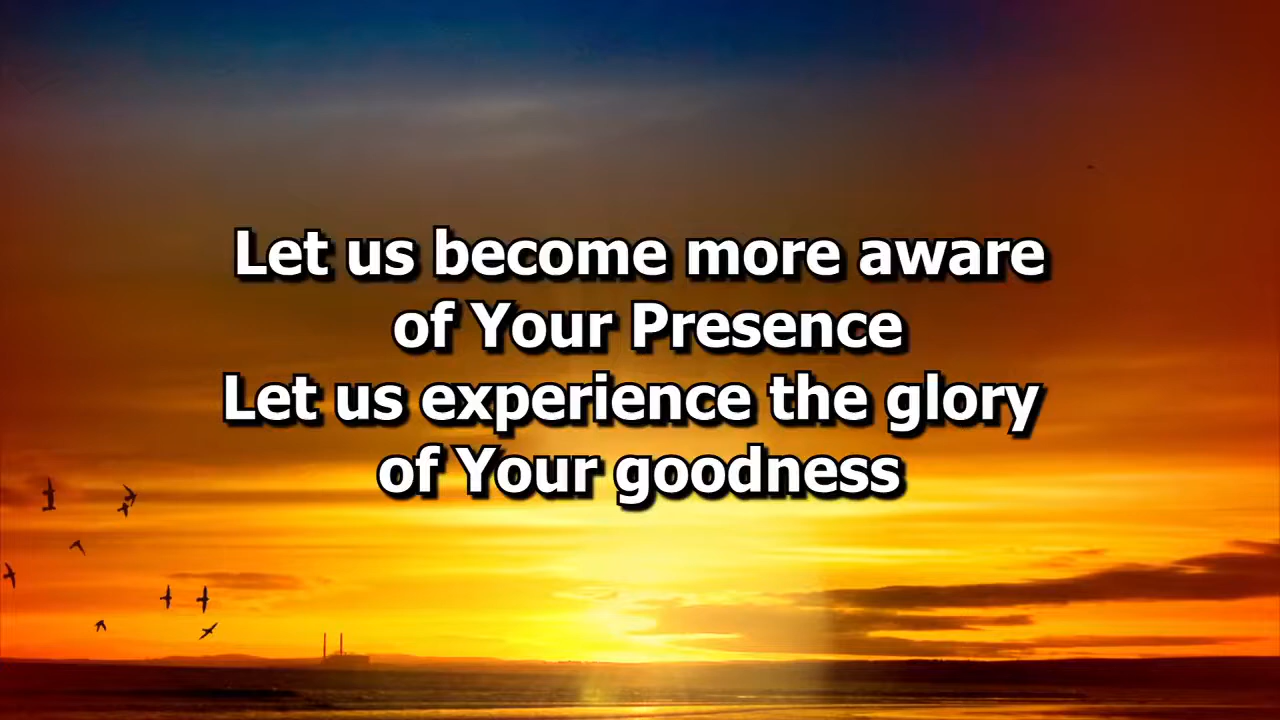 Let us become more aware
of Your Presence
Let us experience the glory
of Your goodness